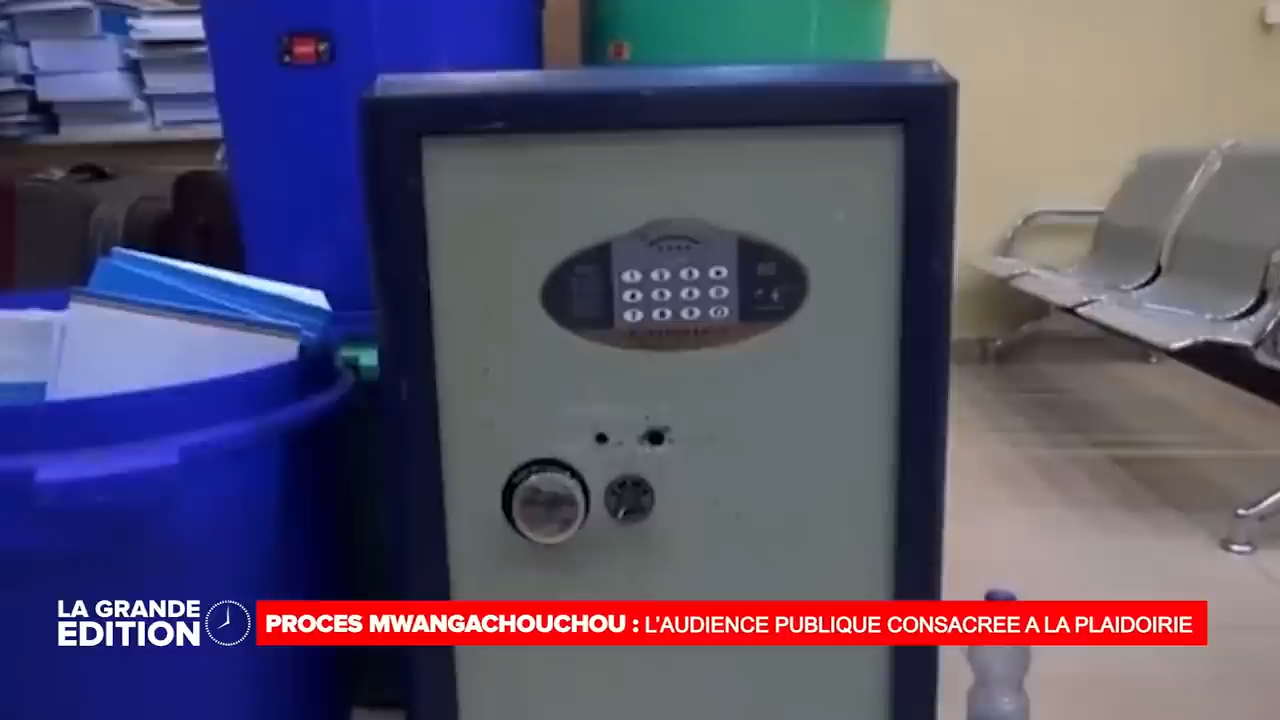 LA GRANDE
EDITION
PROCES MWANGACHOUCHOU : L'AUDIENCE PUBLIQUE CONSACREE A LA PLAIDOIRIE